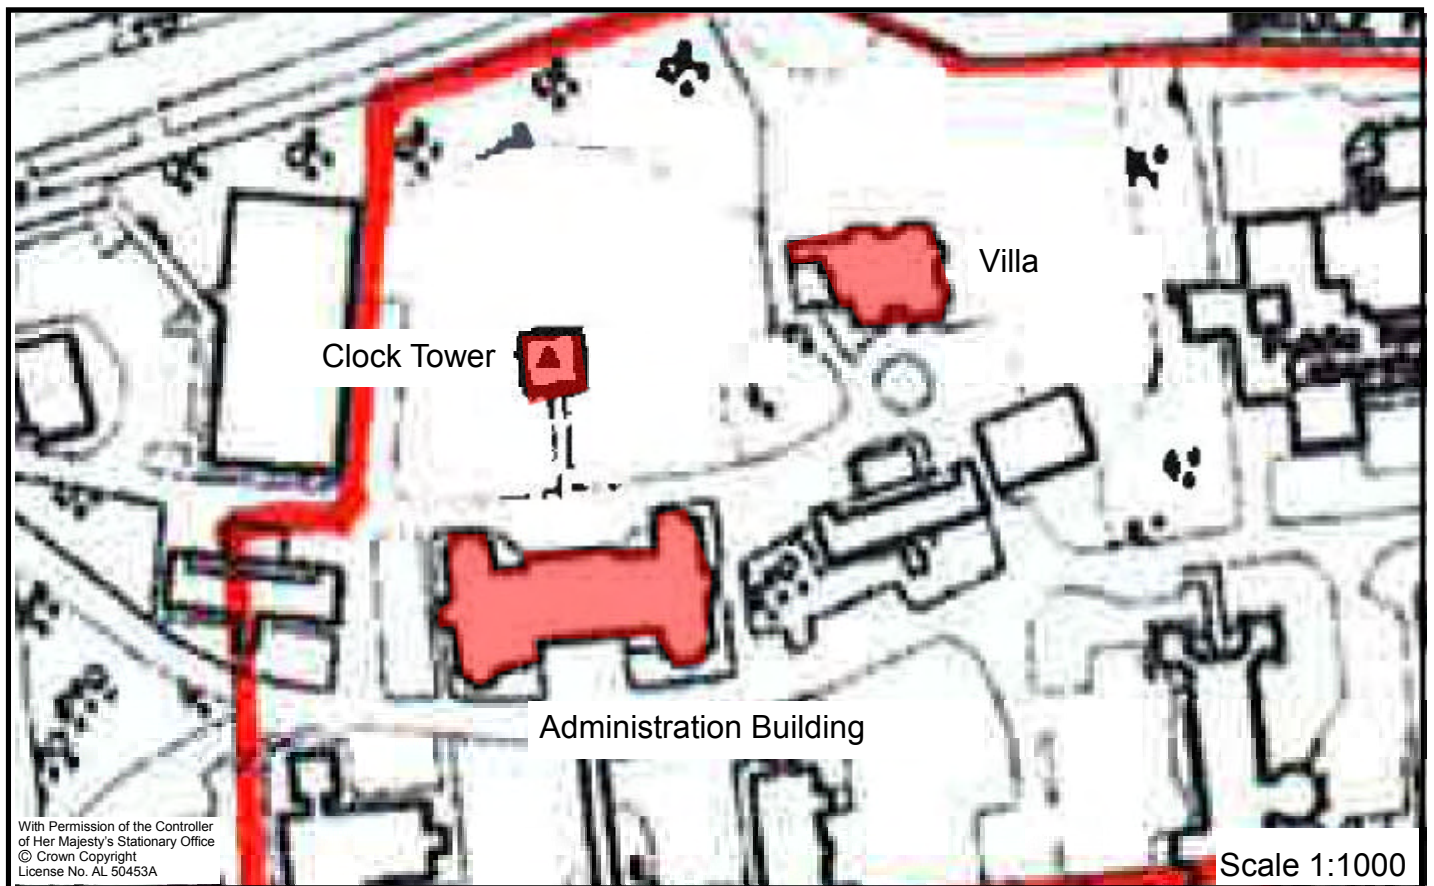 Villa
Clock Tower
Administration Building
With Permission of the Controller
of Her Majesty's Stationary Office
© Crown Copyright
License No. AL 50453A
Scale 1:1000